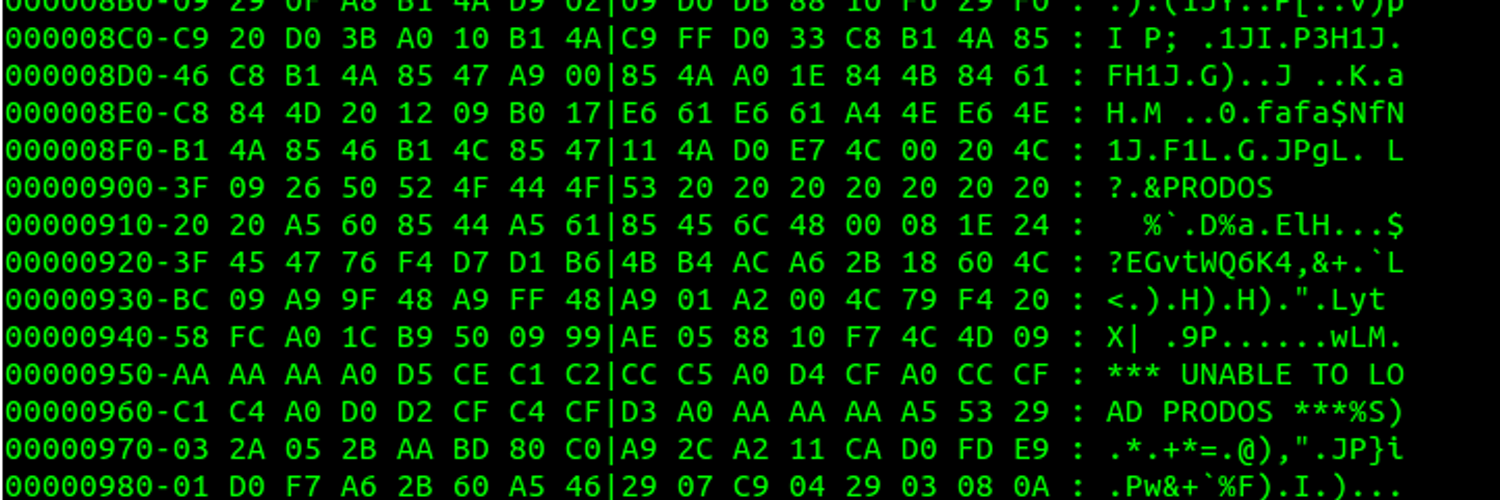 000008C0-C9 20 D0 3B A0 10 B1 4A|C9 FF D0 33 C8 B1 4A 85 : I P; .1JI.P3H1J.
000008D0-46 C8 B1 4A 85 47 A9 00|85 4A A0 1E 84 4B 84 61 : FH1J.G)..J ..K.a
000008E0-C8 84 4D 20 12 09 B0 17|E6 61 E6 61 A4 4E E6 4E : H.M ..0.fafa$NfN
000008F0-B1 4A 85 46 B1 4C 85 47|11 4A D0 E7 4C 00 20 4C : 1J.F1L.G.JPgL. L
00000900-3F 09 26 50 52 4F 44 4F|53 20 20 20 20 20 20 20 : ?.&PRODOS
00000910-20 20 A5 60 85 44 A5 61|85 45 6C 48 00 08 1E 24 :   %`.D%a.ElH...$
00000920-3F 45 47 76 F4 D7 D1 B6|4B B4 AC A6 2B 18 60 4C : ?EGvtWQ6K4,&+.`L
00000930-BC 09 A9 9F 48 A9 FF 48|A9 01 A2 00 4C 79 F4 20 : <.).H).H).".Lyt
00000940-58 FC A0 1C B9 50 09 99|AE 05 88 10 F7 4C 4D 09 : X| .9P......wLM.
00000950-AA AA AA A0 D5 CE C1 C2|CC C5 A0 D4 CF A0 CC CF : *** UNABLE TO LO
00000960-C1 C4 A0 D0 D2 CF C4 CF|D3 A0 AA AA AA A5 53 29 : AD PRODOS ***%S)
00000970-03 2A 05 2B AA BD 80 C0|A9 2C A2 11 CA D0 FD E9 : .*.+*=.@),".JP}i
00000980-01 D0 F7 A6 2B 60 A5 46|29 07 C9 04 29 03 08 0A : .Pw&+`%F).I.)...